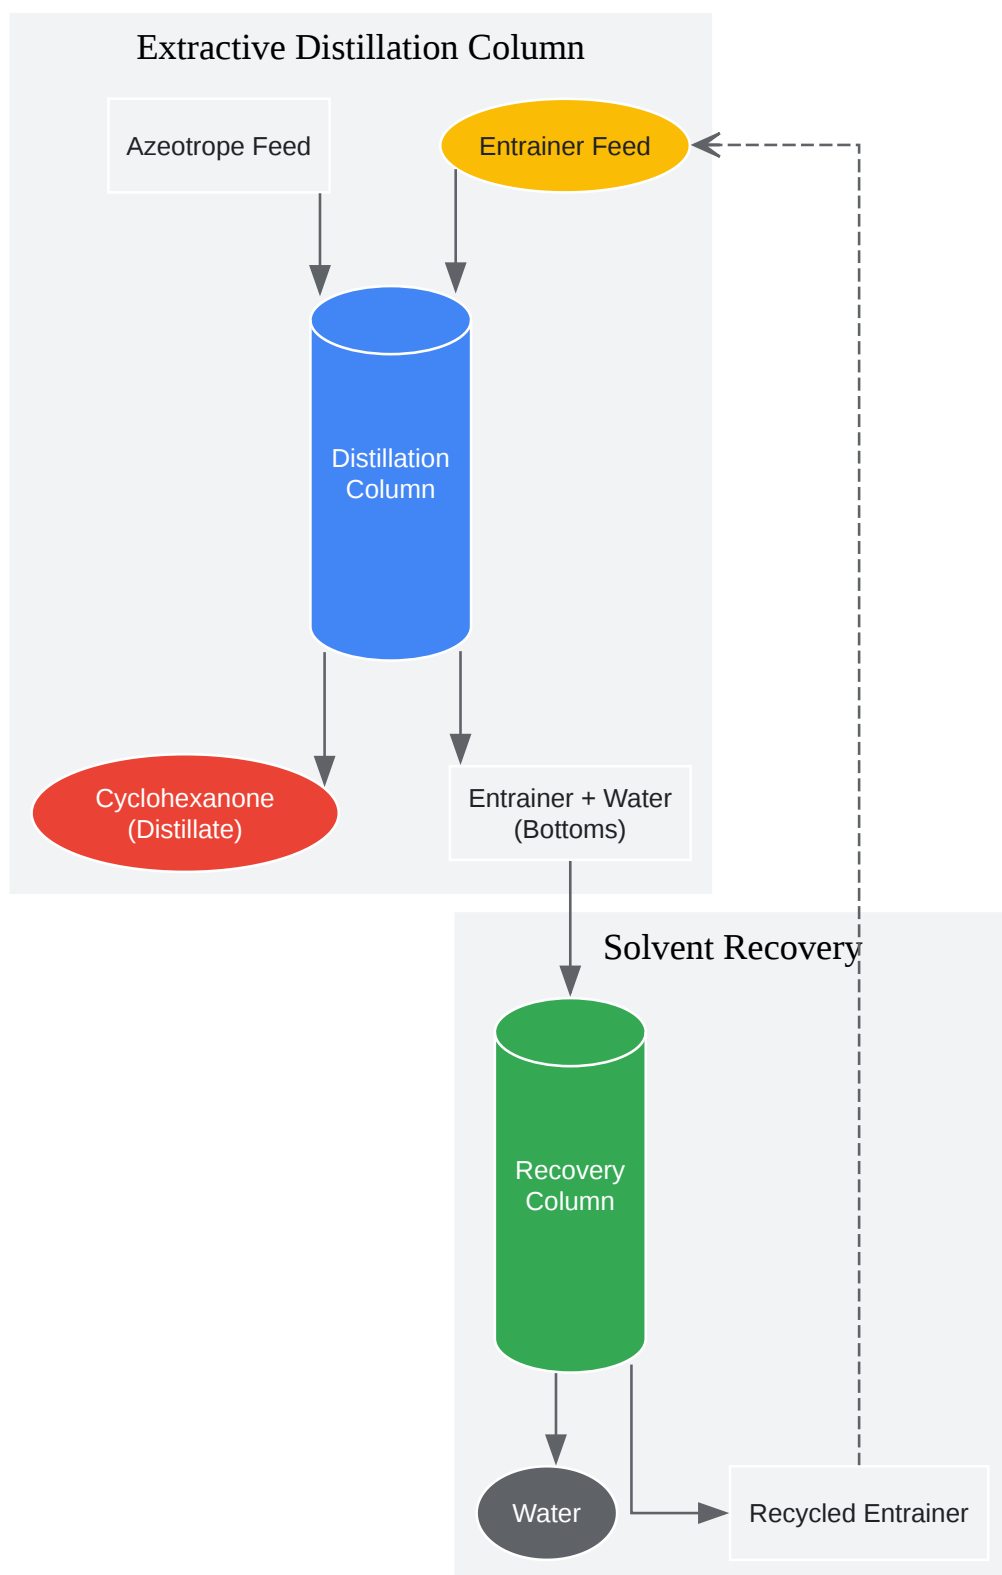 Extractive Distillation Column
Azeotrope Feed
Entrainer Feed
Distillation
Column
Cyclohexanone
(Distillate)
Entrainer + Water
(Bottoms)
Solvent Recovery
Recovery
Column
Water
Recycled Entrainer